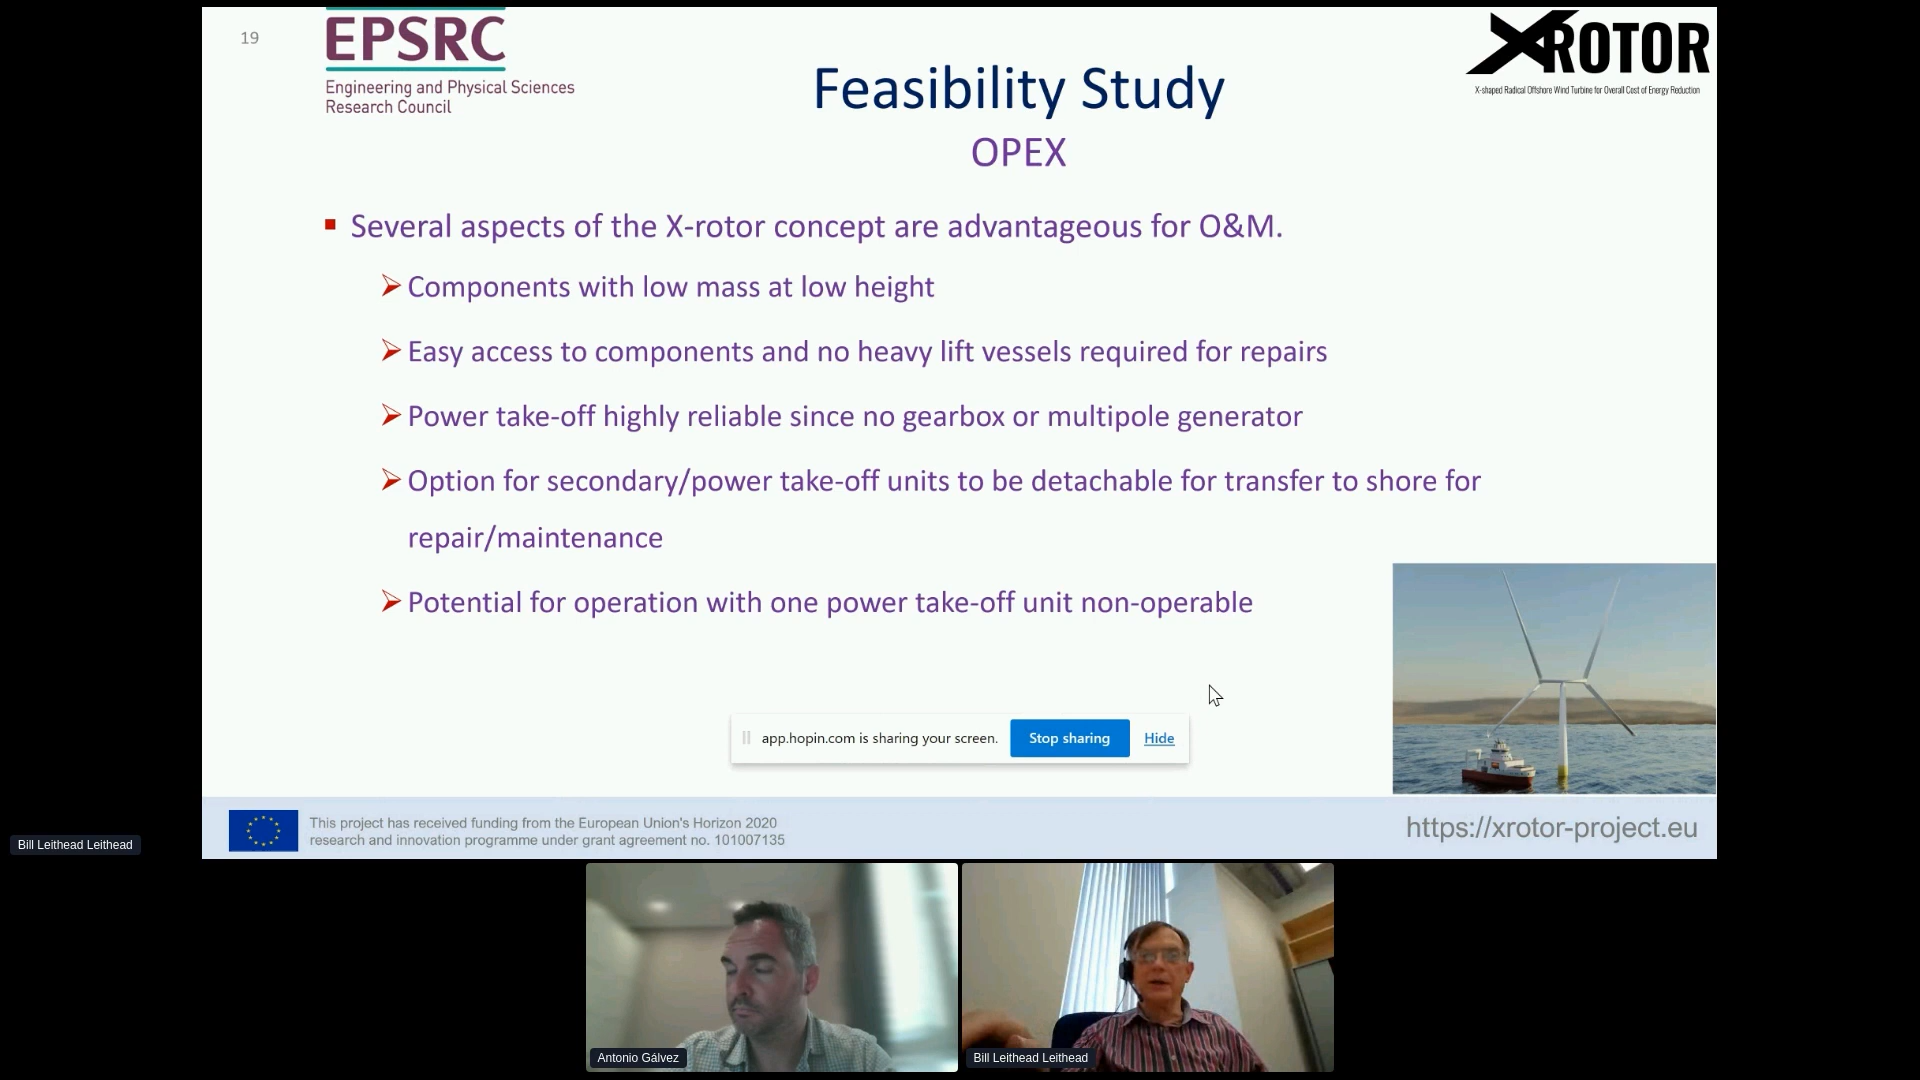 19
EPSRC
Engineering and Physical Sciences
Research Council
XROTOR
X-shaped Radical Offshore Wind Turbine for Overall Cost of Energy Reduction
Feasibility Study
OPEX
Several aspects of the X-rotor concept are advantageous for O&M.
Components with low mass at low height
Easy access to components and no heavy lift vessels required for repairs
Power take-off highly reliable since no gearbox or multipole generator
Option for secondary/power take-off units to be detachable for transfer to shore for
repair/maintenance
Potential for operation with one power take-off unit non-operable
app.hopin.com is sharing your screen. Stop sharing Hide
This project has received funding from the European Union's Horizon 2020
research and innovation programme under grant agreement no. 101007135
https://xrotor-project.eu
Bill Leithead Leithead
Antonio Gálvez
Bill Leithead Leithead